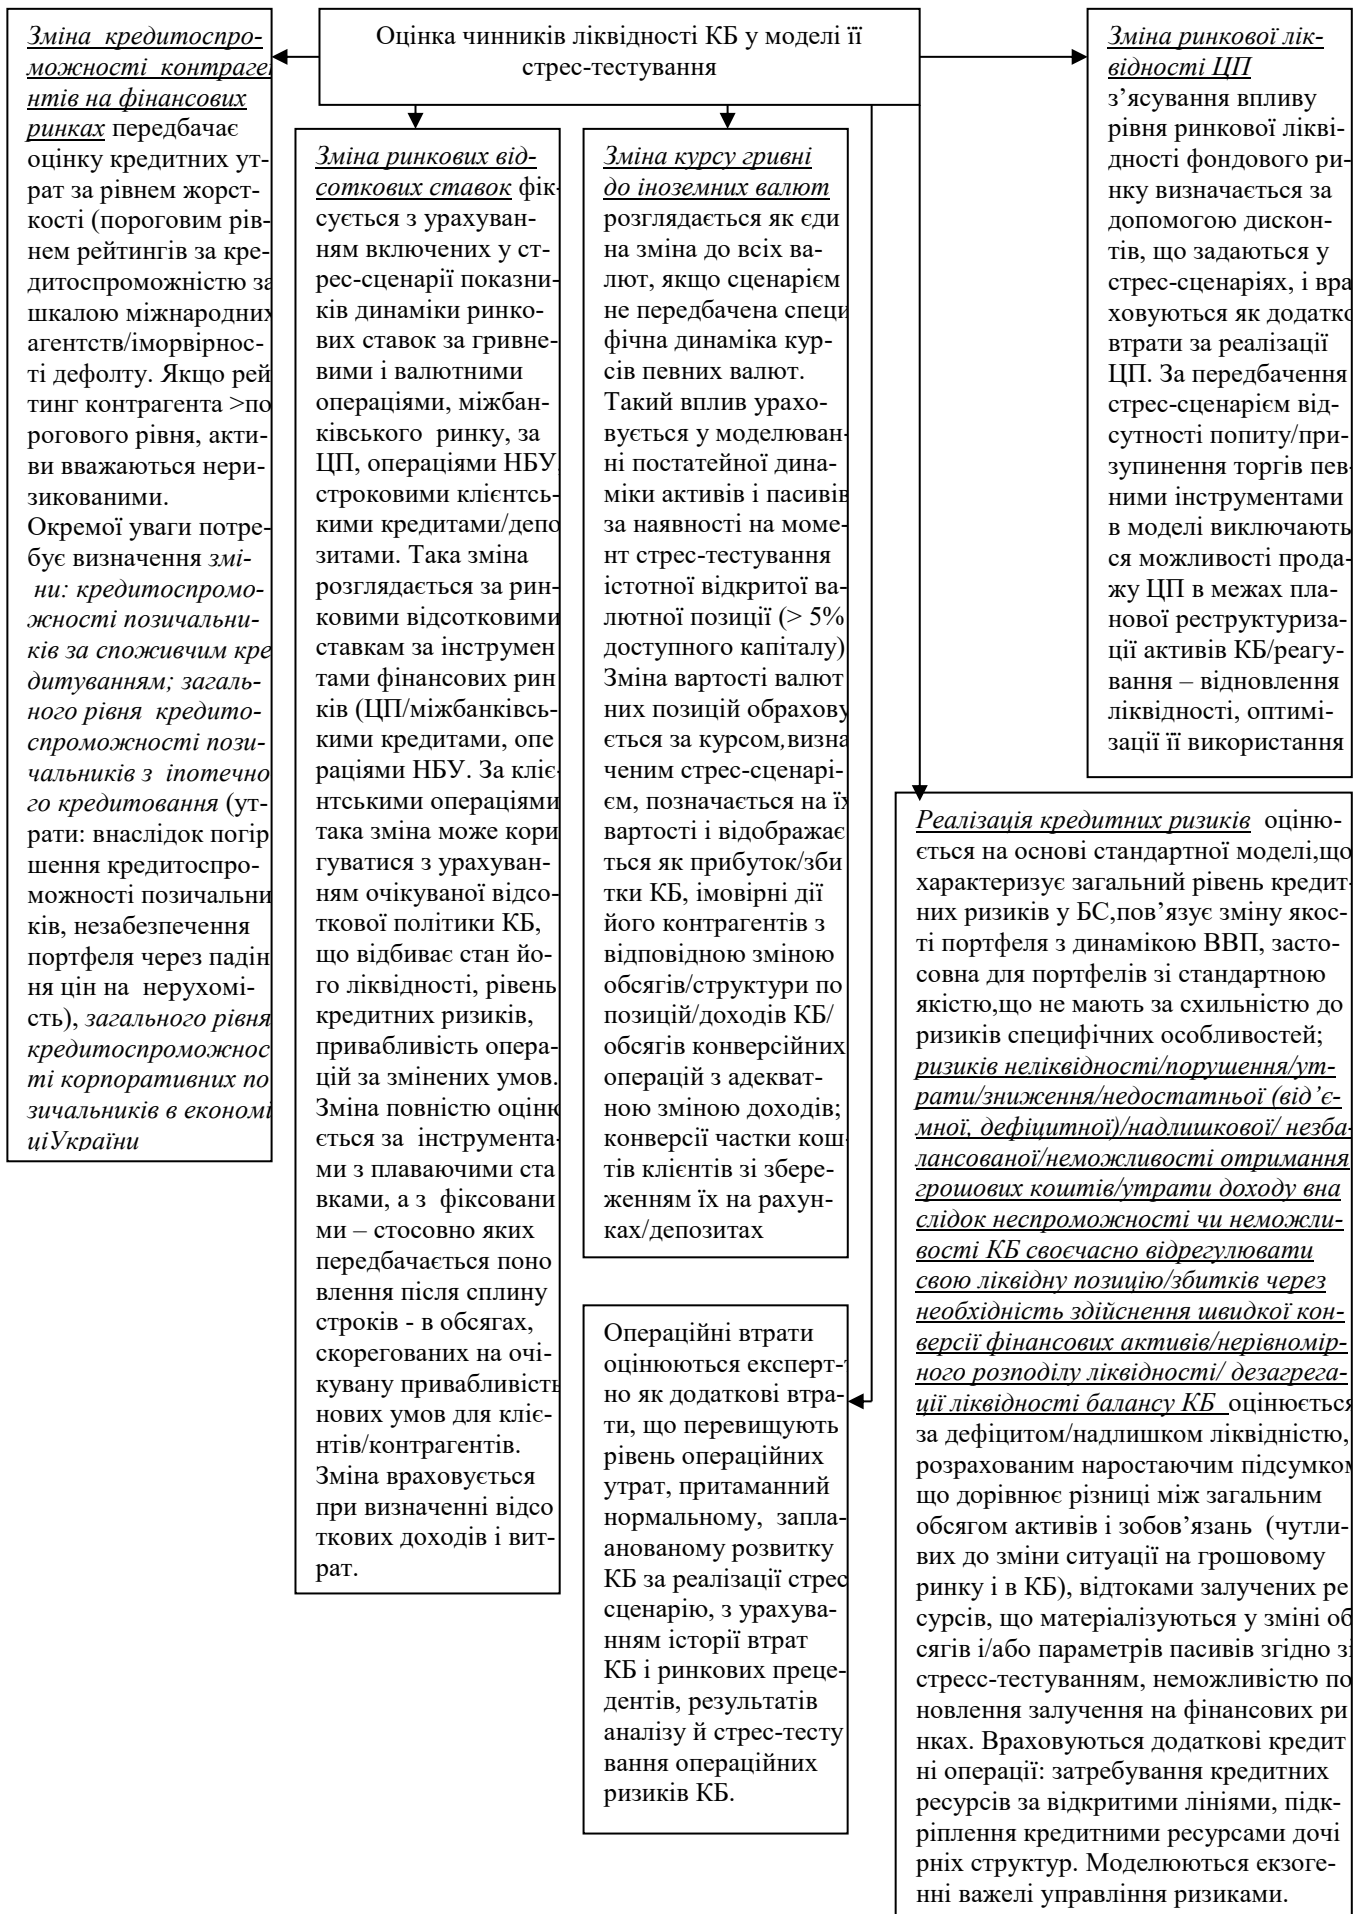 Оцінка чинників ліквідності КБ у моделі її
стрес-тестування
Зміна кредитоспро-
можності контраге
нтів на фінансових
ринках передбачає
оцінку кредитних ут-
рат за рівнем жорст-
кості (пороговим рів-
нем рейтингів за кре-
дитоспроможністю за
шкалою міжнародних
агентств/іморвірнос-
ті дефолту. Якщо рей
тинг контрагента >по
рогового рівня, акти-
ви вважаються нери-
зикованими.
Окремої уваги потре-
бує визначення змі-
ни: кредитоспромо-
жності позичальни-
ків за споживчим кре
дитуванням; загаль-
ного рівня кредито-
спроможності пози-
чальників з іпотечно
го кредитовання (ут-
рати: внаслідок погір
шення кредитоспро-
можності позичальни
ків, незабезпечення
портфеля через падін
ня цін на нерухомі-
сть), загального рівня
кредитоспроможнос
ті корпоративних по
зичальників в економі
ціУкраїни
Зміна ринкових від-
соткових ставок фік-
сується з урахуван-
ням включених у ст-
рес-сценарії показни-
ків динаміки ринко-
вих ставок за гривне-
вими і валютними
операціями, міжбан-
ківського ринку, за
ЦП, операціями НБУ,
строковими клієнтсь-
кими кредитами/депо
зитами. Така зміна
розглядається за рин-
ковими відсотковими
ставкам за інструмен
тами фінансових рин
ків (ЦП/міжбанківсь-
кими кредитами, опе
раціями НБУ. За кліє-
нтськими операціями
така зміна може кори
гуватися з урахуван-
ням очікуваної відсо-
ткової політики КБ,
що відбиває стан йо-
го ліквідності, рівень
кредитних ризиків,
привабливість опера-
цій за змінених умов.
Зміна повністю оціню
ється за інструмента-
ми з плаваючими ста
вками, а з фіксовани
ми – стосовно яких
передбачається поно
влення після сплину
строків - в обсягах,
скорегованих на очі-
кувану привабливість
нових умов для кліє-
нтів/контрагентів.
Зміна враховується
при визначенні відсо
ткових доходів і вит-
рат.
Зміна курсу гривні
до іноземних валют
розглядається як єди
на зміна до всіх ва-
лют, якщо сценарієм
не передбачена специ
фічна динаміка кур-
сів певних валют.
Такий вплив урахо-
вується у моделюван-
ні постатейної дина-
міки активів і пасивів
за наявності на моме-
нт стрес-тестування
істотної відкритої ва-
лютної позиції (> 5%
доступного капіталу)
Зміна вартості валют
них позицій обрахову
ється за курсом,визна
ченим стрес-сценарі-
єм, позначається на їх
вартості і відображає
ться як прибуток/зби
тки КБ, імовірні дії
його контрагентів з
відповідною зміною
обсягів/структури по
позицій/доходів КБ/
обсягів конверсійних
операцій з адекват-
ною зміною доходів;
конверсії частки кош-
тів клієнтів зі збере-
женням їх на рахун-
ках/депозитах
Операційні втрати
оцінюються експерт-
но як додаткові втра-
ти, що перевищують
рівень операційних
утрат, притаманний
нормальному, запла-
анованому розвитку
КБ за реалізації стрес
сценарію, з урахува-
нням історії втрат
КБ і ринкових преце-
дентів, результатів
аналізу й стрес-тесту
вання операційних
ризиків КБ.
Зміна ринкової лік-
відності ЦП
з’ясування впливу
рівня ринкової ліkві-
дності фондового ри-
нку визначається за
допомогою дискон-
тів, що задаються у
стрес-сценаріях, і вра
ховуються як додатко
втрати за реалізації
ЦП. За передбачення
стрес-сценарієм від-
сутності попиту/при-
зупинення торгів пев-
ними інструментами
в моделі виключають
ся можливості прода-
жу ЦП в межах пла-
нової реструктуриза-
ції активів КБ/реагу-
вання – відновлення
ліквідності, оптимі-
зації її використання
Реалізація кредитних ризиків оціню-
ється на основі стандартної моделі,що
характеризує загальний рівень кредит-
них ризиків у БС,пов’язує зміну якос-
ті портфеля з динамікою ВВП, засто-
совна для портфелів зі стандартною
якістю,що не мають за схильністю до
ризиків специфічних особливостей;
ризиків неліквідності/порушення/ут-
рати/зниження/недостатньої (від’є-
мної, дефіцитної)/надлишкової/ незба-
лансованої/неможливості отримання
грошових коштів/утрати доходу вна
слідок неспроможності чи неможли-
вості КБ своєчасно відрегулювати
свою ліквідну позицію/збитків через
необхідність здійснення швидкої кон-
версії фінансових активів/нерівномір-
ного розподілу ліквідності/ дезагрега-
ції ліквідності балансу КБ оцінюється
за дефіцитом/надлишком ліквідністю,
розрахованим наростаючим підсумком
що дорівнює різниці між загальним
обсягом активів і зобов’язань (чутли-
вих до зміни ситуації на грошовому
ринку і в КБ), відтоками залучених ре
сурсів, що матеріалізуються у зміні об
сягів і/або параметрів пасивів згідно зі
стресс-тестуванням, неможливістю по
новлення залучення на фінансових ри
нках. Враховуються додаткові кредит
ні операції: затребування кредитних
ресурсів за відкритими лініями, підк-
ріплення кредитними ресурсами дочі
рніх структур. Моделюються екзоге-
нні важелі управління ризиками.